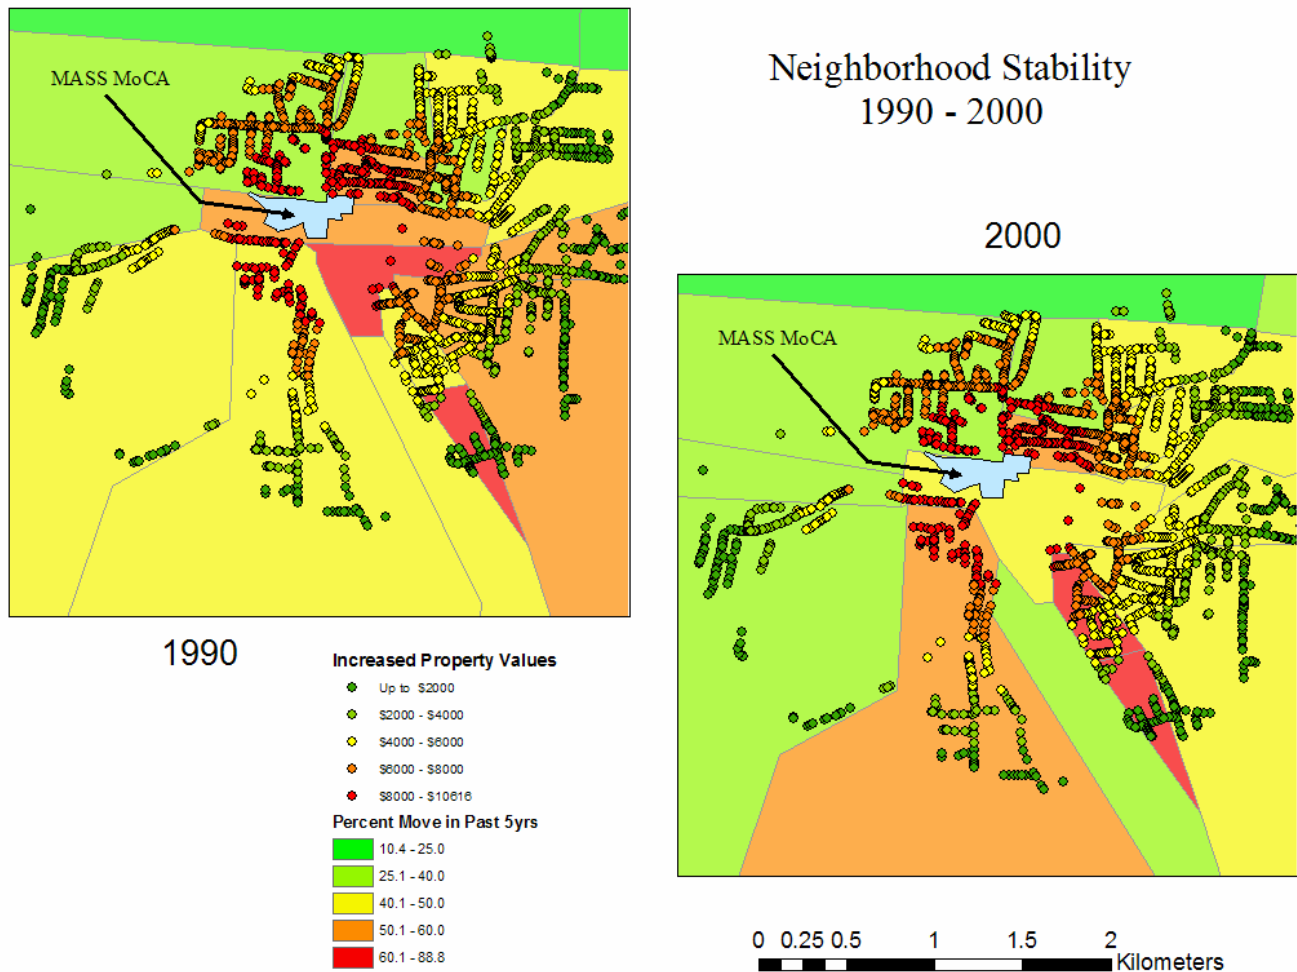 MASS MoCA
Neighborhood Stability
1990 - 2000
2000
MASS MoCA
1990
Increased Property Values
Up to $2000
$2000 - $4000
$4000 - $6000
$6000 - $8000
$8000 - $10616
Percent Move in Past 5yrs
10.4 - 25.0
25.1 - 40.0
40.1 - 50.0
50.1 - 60.0
60.1 - 88.8
0 0.25 0.5 1 1.5 2
Kilometers